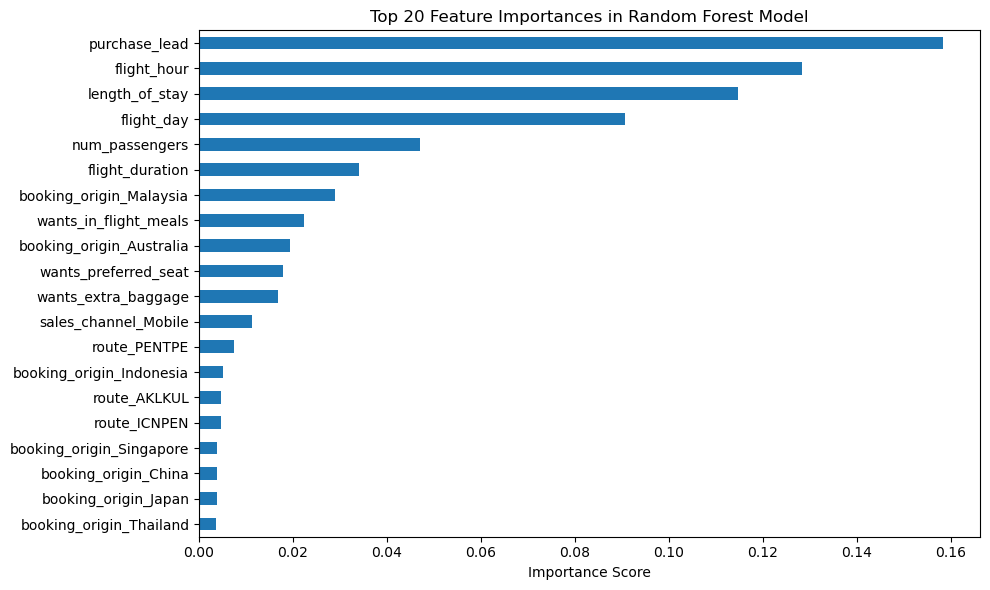 Top 20 Feature Importances in Random Forest Model
purchase_lead
flight_hour
length_of_stay
flight_day
num_passengers
flight_duration
booking_origin_Malaysia
wants_in_flight_meals
booking_origin_Australia
wants_preferred_seat
wants_extra_baggage
sales_channel_Mobile
route_PENTPE
booking_origin_Indonesia
route_AKLKUL
route_ICNPEN
booking_origin_Singapore
booking_origin_China
booking_origin_Japan
booking_origin_Thailand
0.00 0.02 0.04 0.06 0.08 0.10 0.12 0.14 0.16
Importance Score